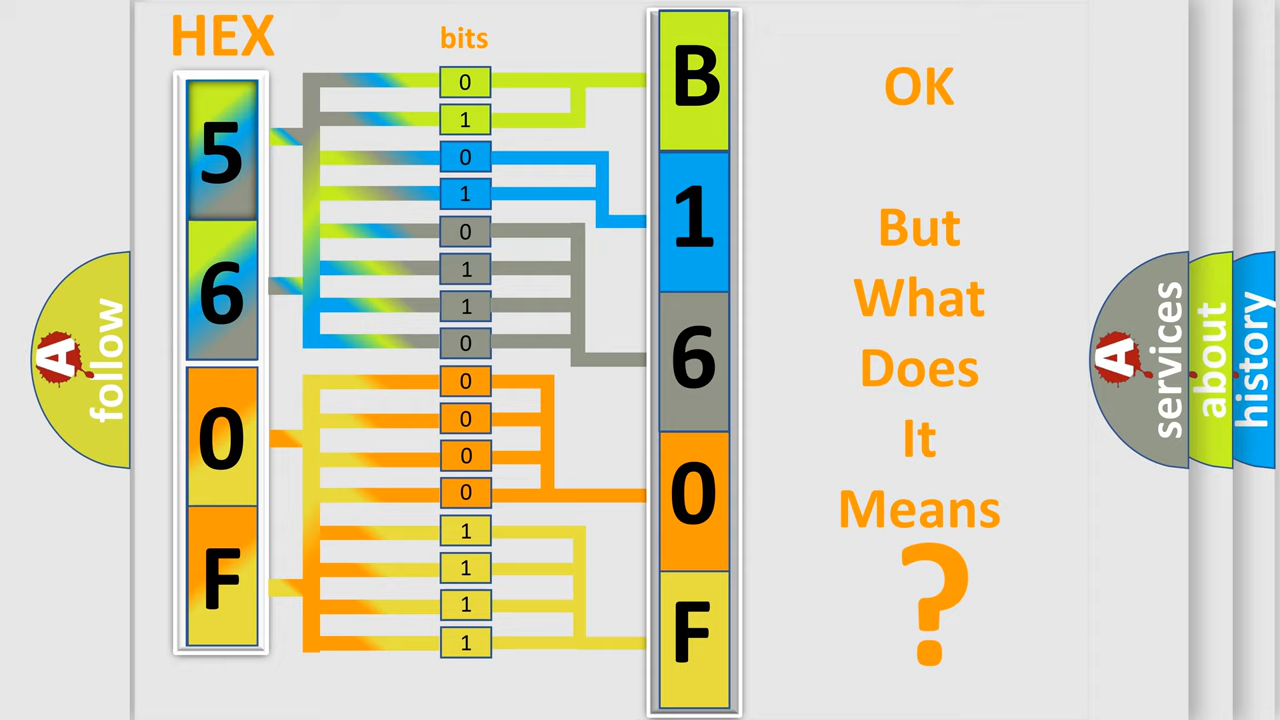 HEX
bits
5
6
0
F
0
1
0
1
0
1
1
0
0
0
0
0
1
1
1
1
B
1
6
0
F
OK
But
What
Does
It
Means
?
A
follow
A
services
about
history